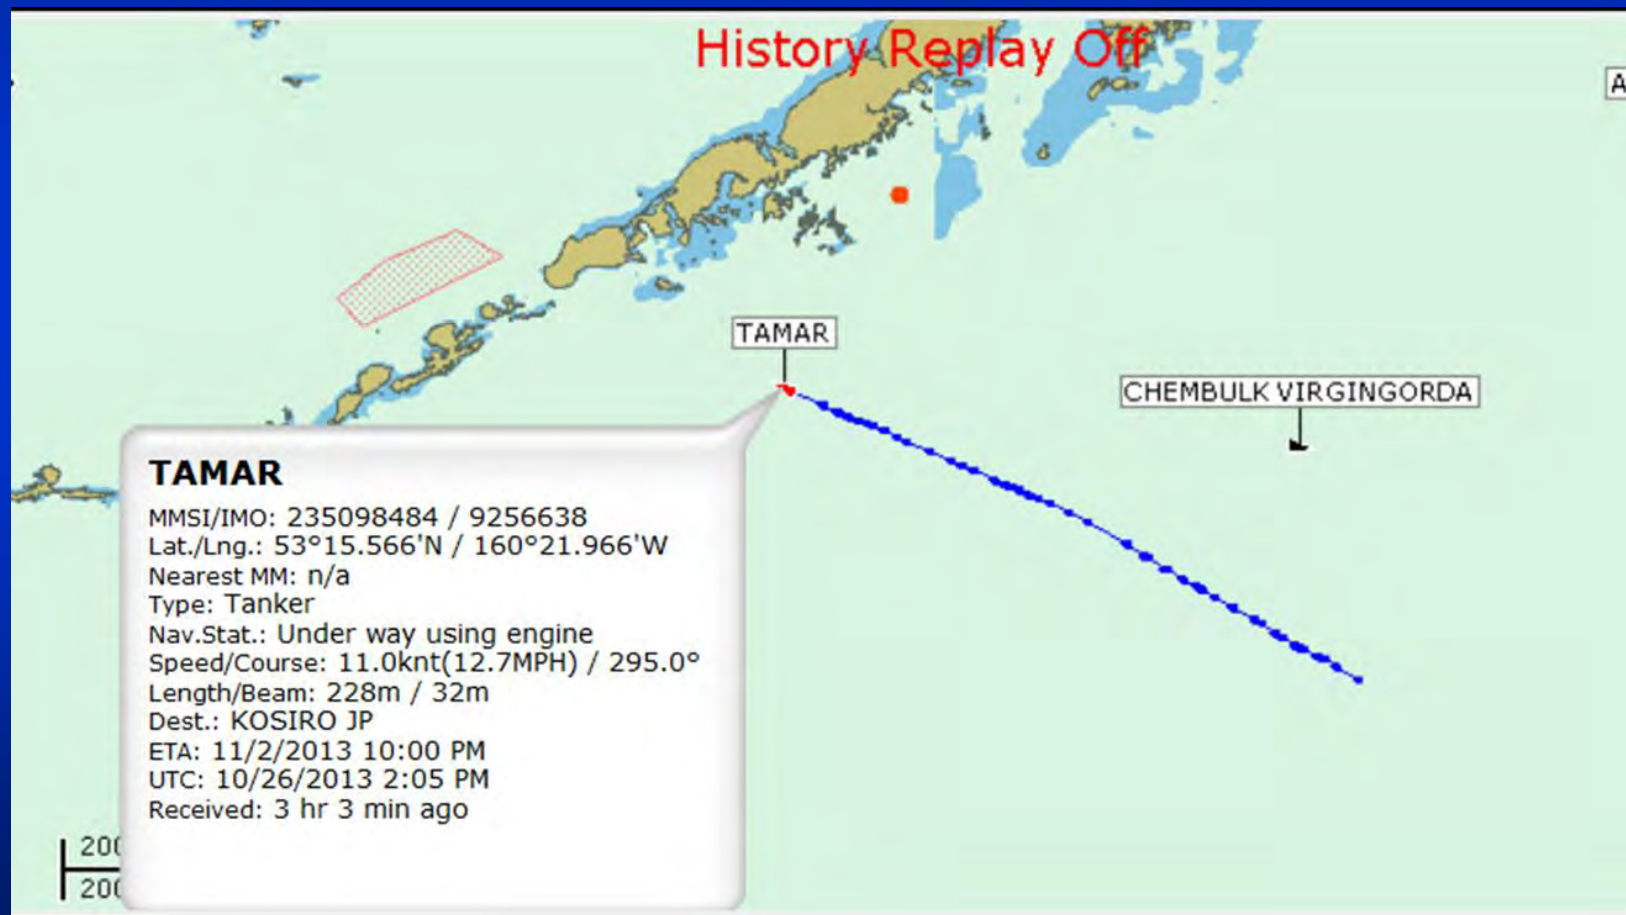 History Replay Off
A
TAMAR
CHEMBULK VIRGINGORDA
TAMAR
MMSI/IMO: 235098484 / 9256638
Lat./Lng.: 53°15.566'N / 160°21.966'W
Nearest MM: n/a
Type: Tanker
Nav.Stat.: Under way using engine
Speed/Course: 11.0knt(12.7MPH) / 295.0°
Length/Beam: 228m / 32m
Dest.: KOSIRO JP
ETA: 11/2/2013 10:00 PM
UTC: 10/26/2013 2:05 PM
Received: 3 hr 3 min ago